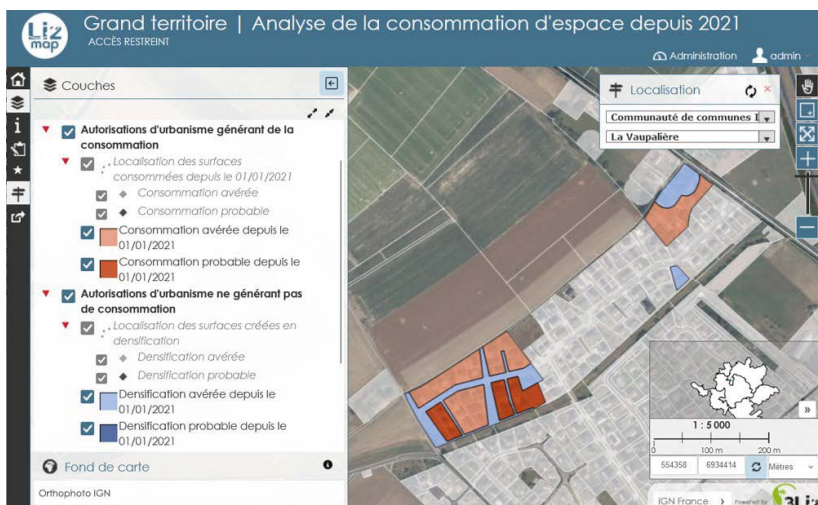 Liz
map
Grand territoire | Analyse de la consommation d'espace depuis 2021
ACCÈS RESTREINT
Administration
admin
Couches
Autorisations d'urbanisme générant de la
consommation
Localisation des surfaces
consommées depuis le 01/01/2021
Consommation avérée
Consommation probable
Consommation avérée depuis le
01/01/2021
Consommation probable depuis le
01/01/2021
Autorisations d'urbanisme ne générant pas
de consommation
Localisation des surfaces créées en
densification
Densification avérée
Densification probable
Densification avérée depuis le
01/01/2021
Densification probable depuis le
01/01/2021
Fond de carte
Orthophoto IGN
Localisation
Communauté de communes I
La Vaupalière
1 : 5 000
0 100 m 200 m
554358 6934414 Mètres
IGN France Powered by 3Liz